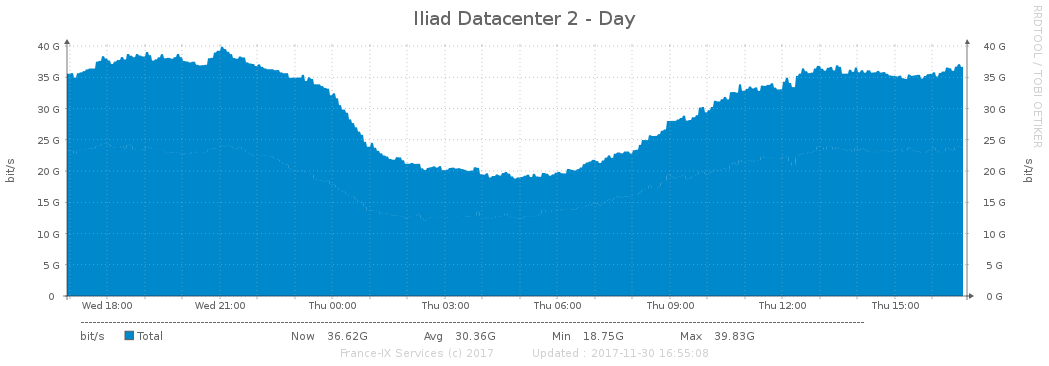 Iliad Datacenter 2 - Day
RRDTOOL / TOBI OETIKER
bit/s
bit/s
40 G 40 G
35 G 35 G
30 G 30 G
25 G 25 G
20 G 20 G
15 G 15 G
10 G 10 G
5 G 5 G
0 0 G
Wed 18:00 Wed 21:00 Thu 00:00 Thu 03:00 Thu 06:00 Thu 09:00 Thu 12:00 Thu 15:00
bit/s Total Now 36.62G Avg 30.36G Min 18.75G Max 39.83G
France-IX Services (c) 2017 Updated : 2017-11-30 16:55:08